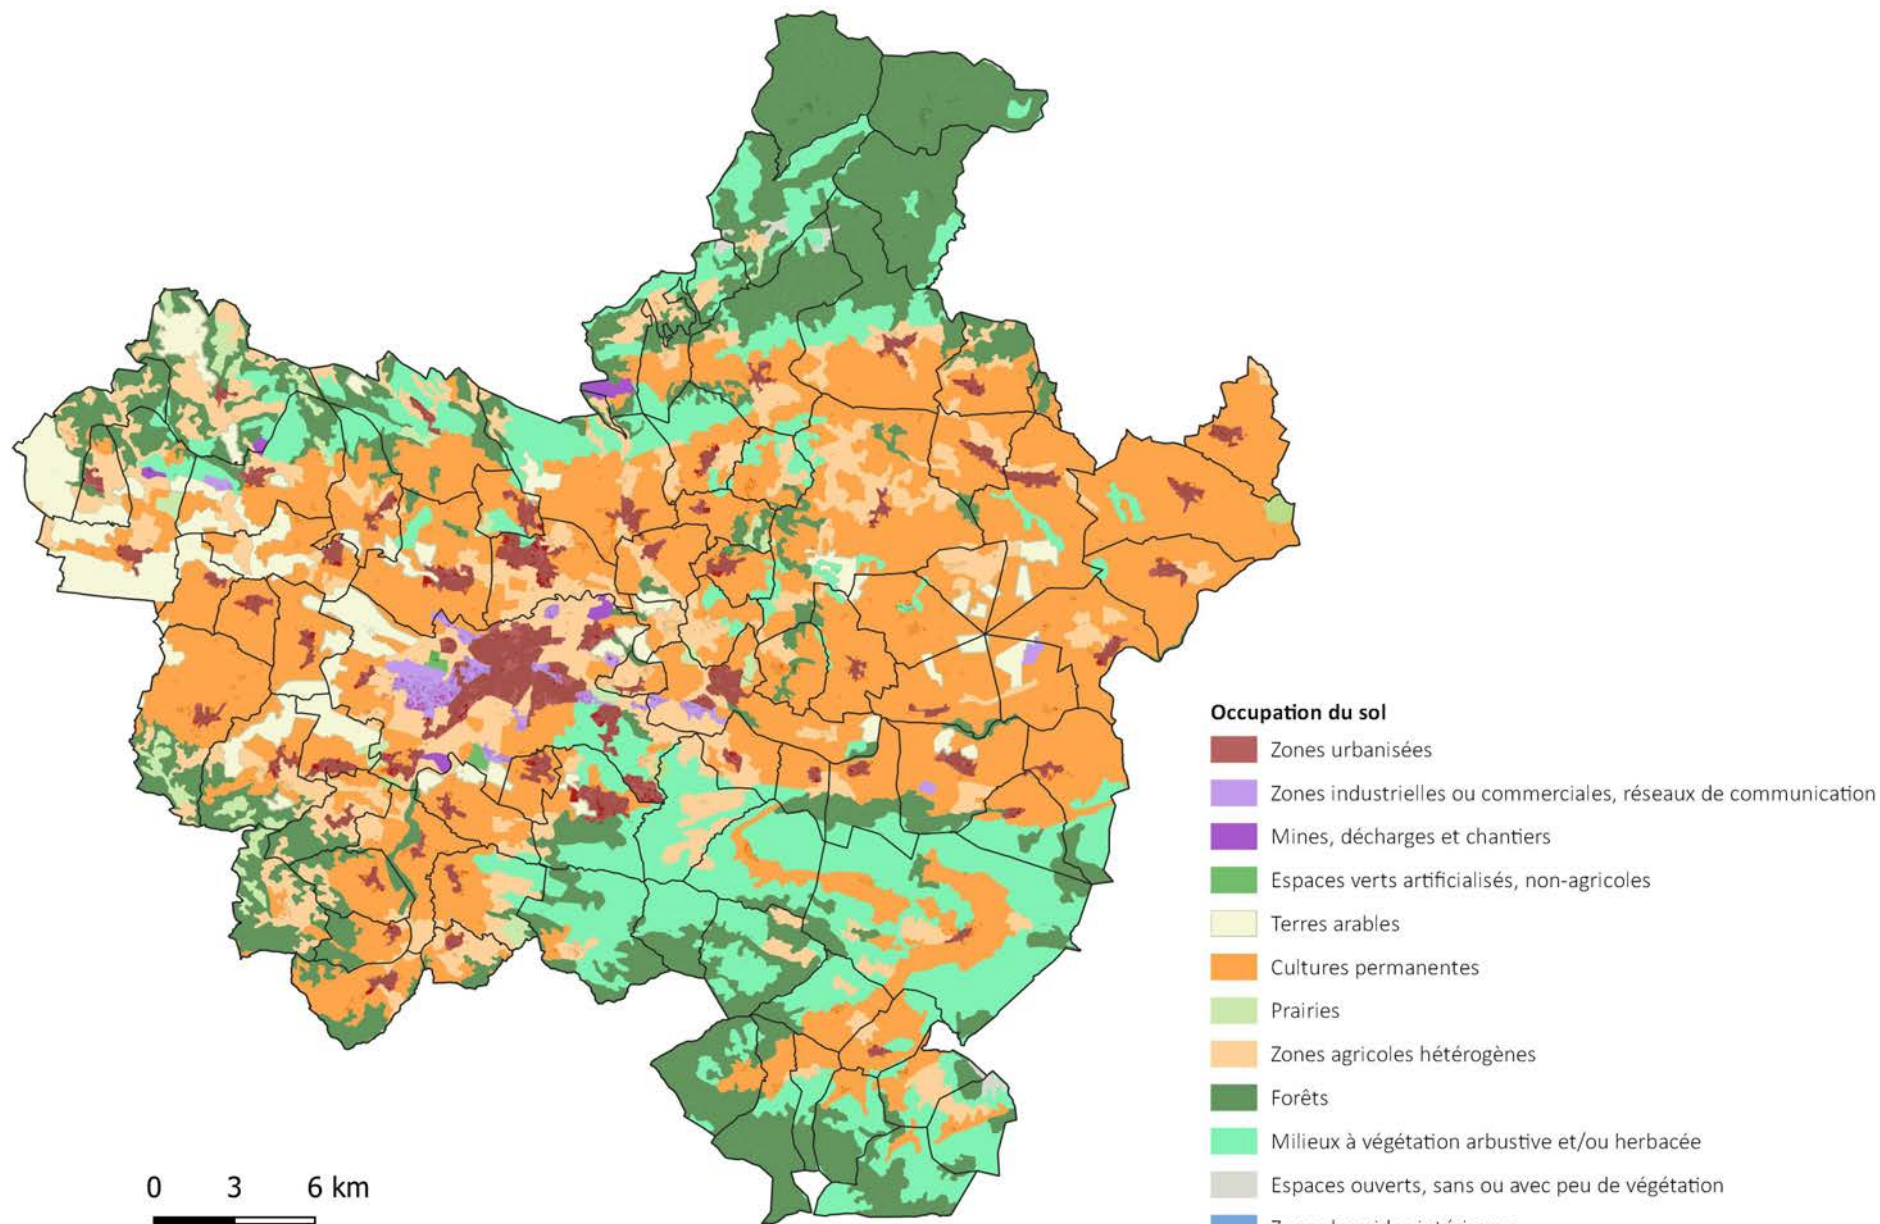 Occupation du sol
Zones urbanisées
Zones industrielles ou commerciales, réseaux de communication
Mines, décharges et chantiers
Espaces verts artificialisés, non-agricoles
Terres arables
Cultures permanentes
Prairies
Zones agricoles hétérogènes
Forêts
Milieux à végétation arbustive et/ou herbacée
Espaces ouverts, sans ou avec peu de végétation
0 3 6 km